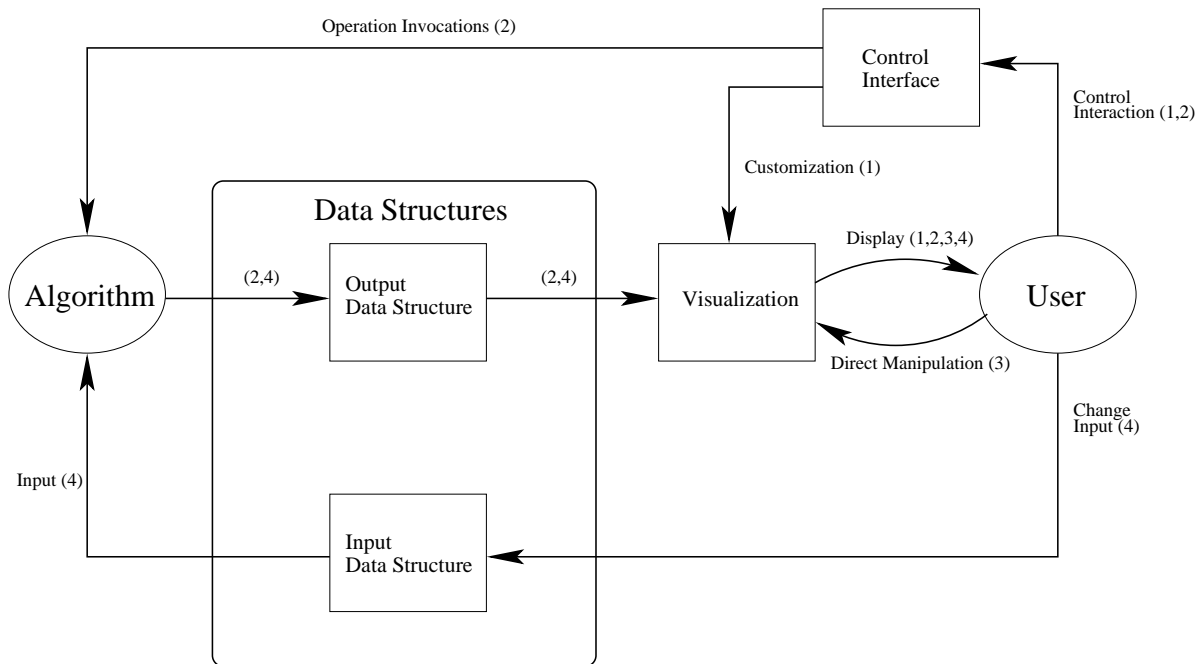 Operation Invocations (2)
Control
Interface
Control
Interaction (1,2)
Customization (1)
Data Structures
Display (1,2,3,4)
Algorithm
(2,4)
Output
Data Structure
(2,4)
Visualization
User
Direct Manipulation (3)
Change
Input (4)
Input (4)
Input
Data Structure